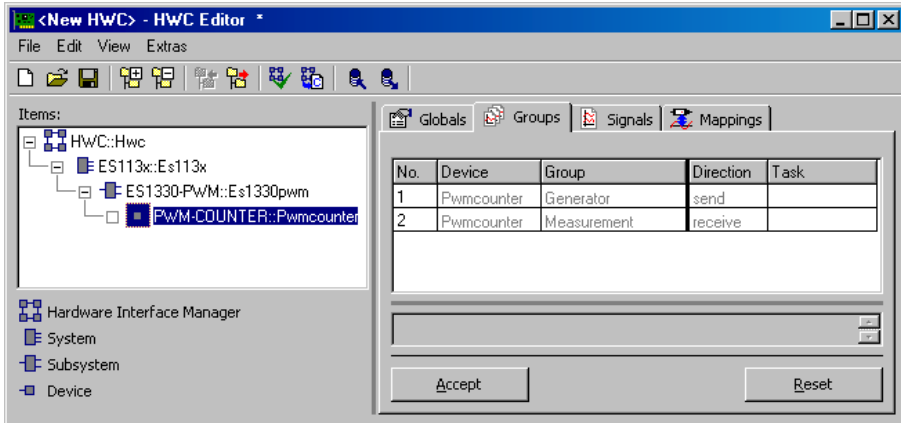 <New HWC> - HWC Editor *
File Edit View Extras
Items:
HWC::Hwc
ES113x::Es113x
ES1330-PWM::Es1330pwm
PWM-COUNTER::Pwmcounter
Hardware Interface Manager
System
Subsystem
Device
Globals Groups Signals Mappings
No. Device Group Direction Task
1 Pwmcounter Generator send
2 Pwmcounter Measurement receive
Accept Reset